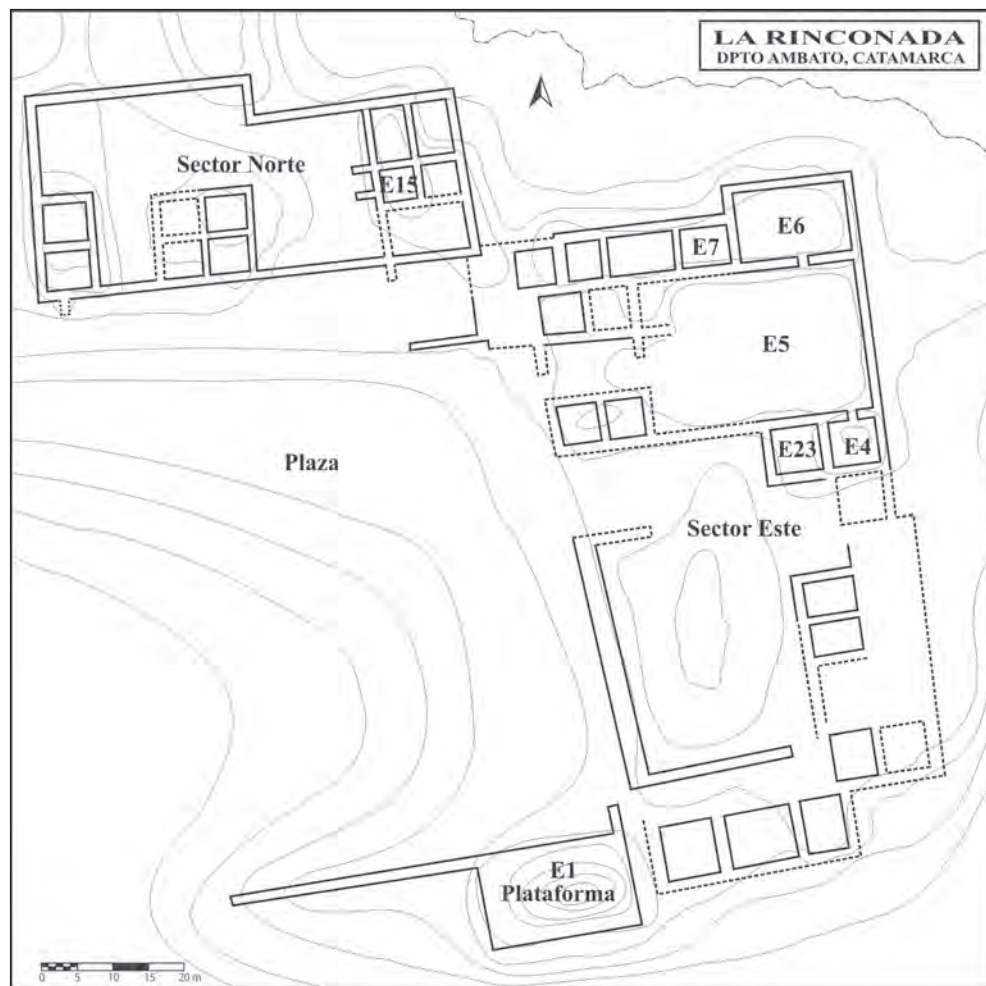 LA RINCONADA
DPTO AMBATO, CATAMARCA
Sector Norte
E15
E6
E7
E5
E23
E4
Plaza
Sector Este
E1
Plataforma
0 5 10 15 20 m